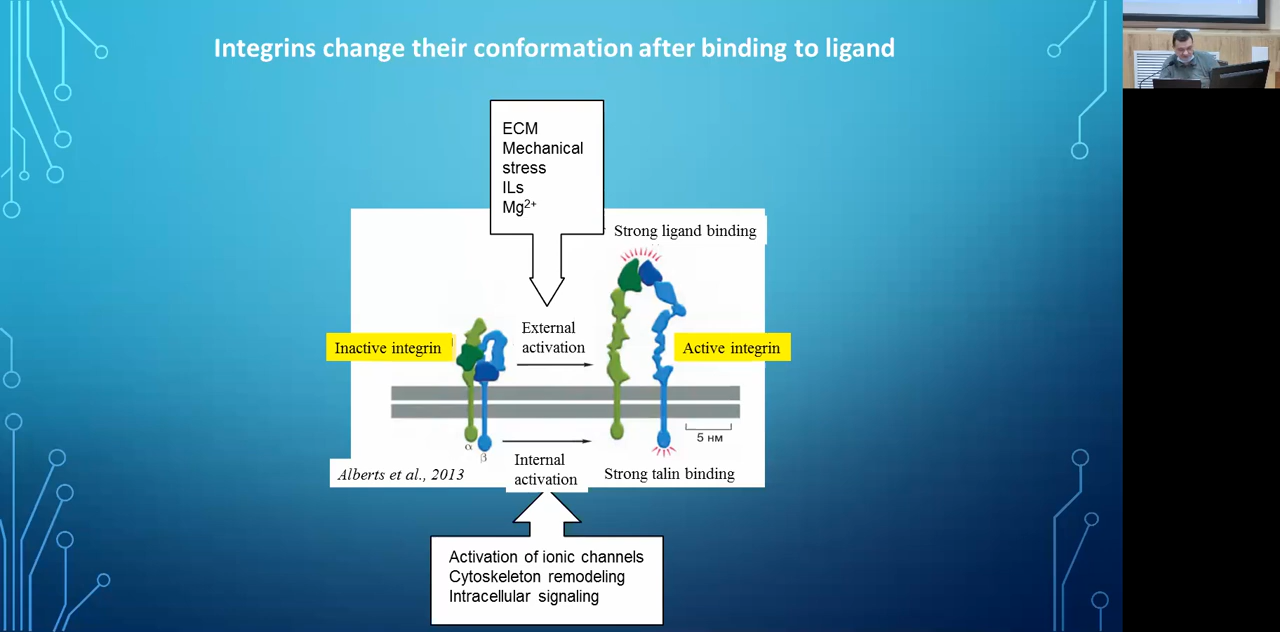 Integrins change their conformation after binding to ligand
ECM
Mechanical
stress
ILs
Mg²⁺
Strong ligand binding
External
activation
Inactive integrin
Active integrin
5 нм
α
β
Internal
activation
Strong talin binding
Alberts et al., 2013
Activation of ionic channels
Cytoskeleton remodeling
Intracellular signaling